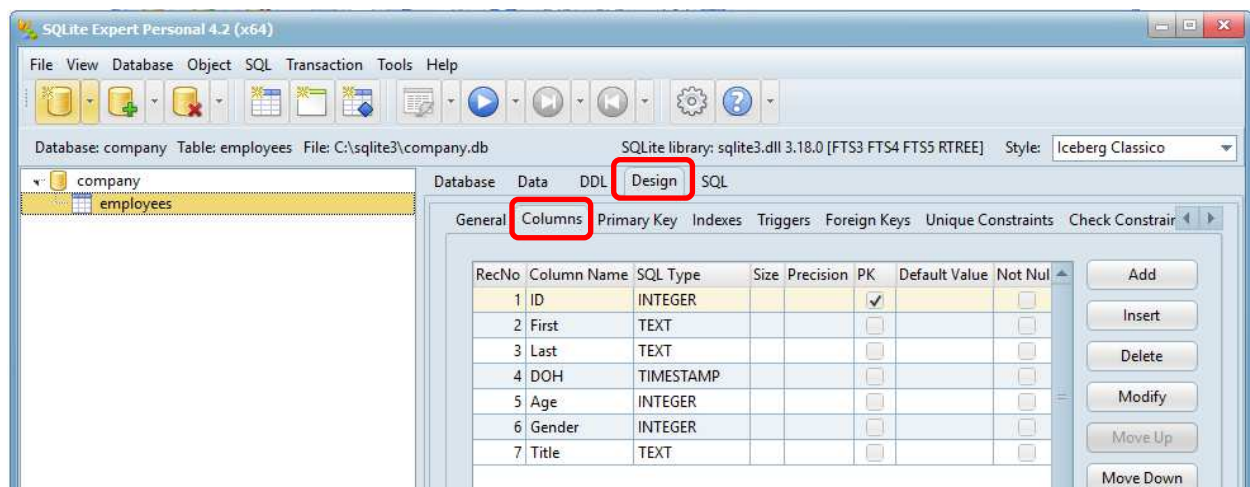 SQLite Expert Personal 4.2 (x64)
File View Database Object SQL Transaction Tools Help
Database: company Table: employees File: C:\sqlite3\company.db SQLite library: sqlite3.dll 3.18.0 [FTS3 FTS4 FTS5 RTREE] Style: Iceberg Classico
company
employees
Database Data DDL Design SQL
General Columns Primary Key Indexes Triggers Foreign Keys Unique Constraints Check Constrair
RecNo Column Name SQL Type Size Precision PK Default Value Not Nul
1 ID INTEGER
2 First TEXT
3 Last TEXT
4 DOH TIMESTAMP
5 Age INTEGER
6 Gender INTEGER
7 Title TEXT
Add
Insert
Delete
Modify
Move Up
Move Down